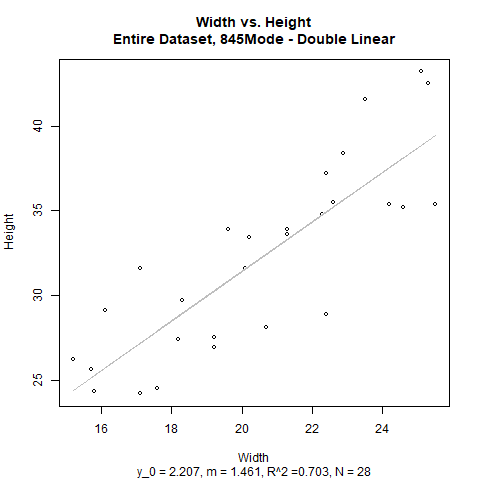 Width vs. Height
Entire Dataset, 845Mode - Double Linear
Height
40
35
30
25
16 18 20 22 24
Width
y_0 = 2.207, m = 1.461, R^2 =0.703, N = 28